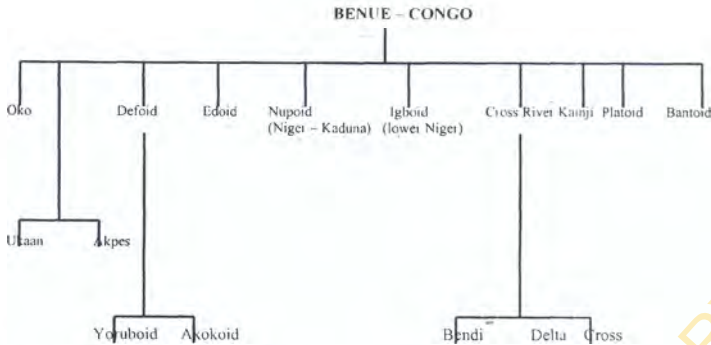 BENUE – CONGO
Oko Defoid Edoid Nupoid Igboid Cross River Kainji Platoid Bantoid
(Niger – Kaduna) (lower Niger)
Ukaan Akpes
Yoruboid Akokoid Bendi Delta Cross